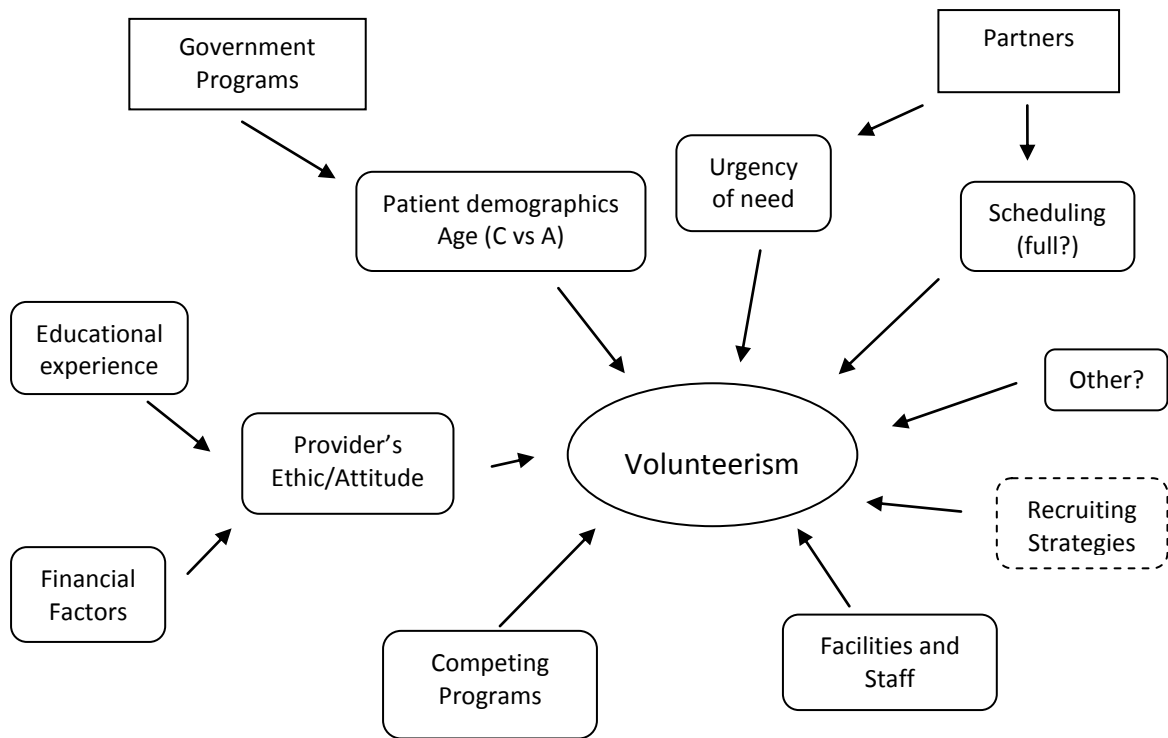 Government
Programs
Partners
Urgency
of need
Patient demographics
Age (C vs A)
Scheduling
(full?)
Educational
experience
Other?
Provider’s
Ethic/Attitude
Volunteerism
Recruiting
Strategies
Financial
Factors
Competing
Programs
Facilities and
Staff